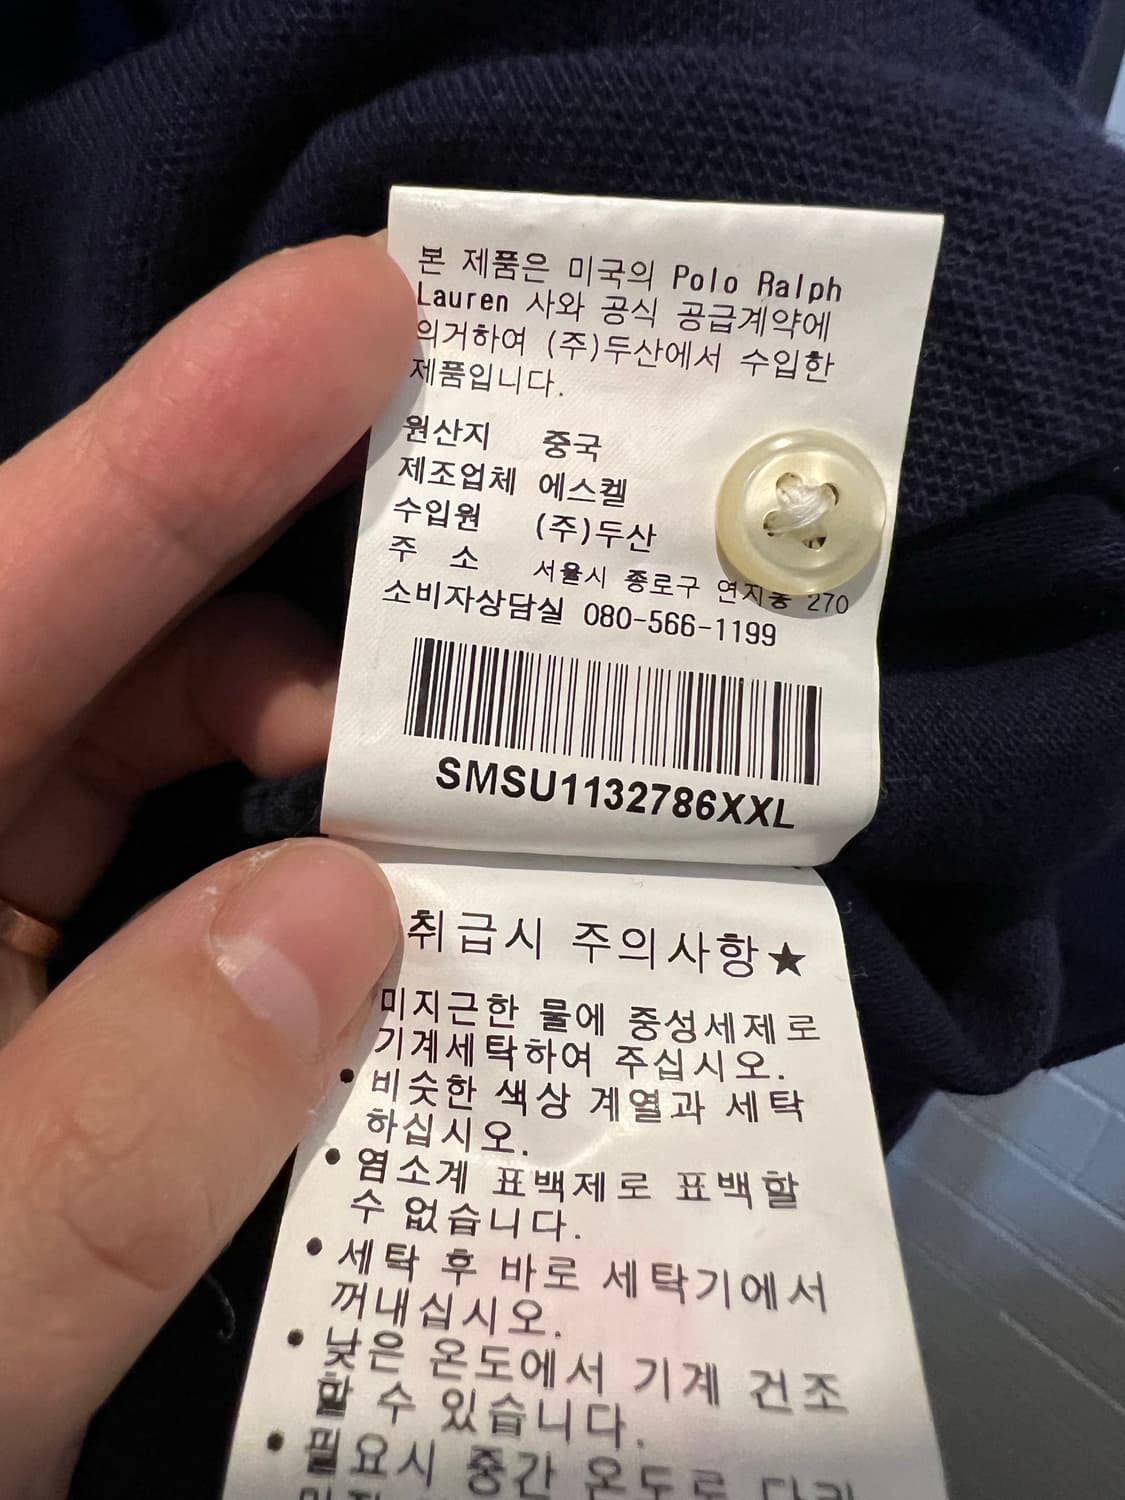 본 제품은 미국의 Polo Ralph
Lauren 사와 공식 공급계약에
의거하여 (주)두산에서 수입한
제품입니다.
원산지 중국
제조업체 에스켈
수입원 (주)두산
주 소 서울시 종로구 연지동 270
소비자상담실 080-566-1199
SMSU1132786XXL
취급시 주의사항★
미지근한 물에 중성세제로
기계세탁하여 주십시오.
• 비슷한 색상 계열과 세탁
하십시오.
• 염소계 표백제로 표백할
수 없습니다.
• 세탁 후 바로 세탁기에서
꺼내십시오.
• 낮은 온도에서 기계 건조
할 수 있습니다.
• 필요시 중간 온도로